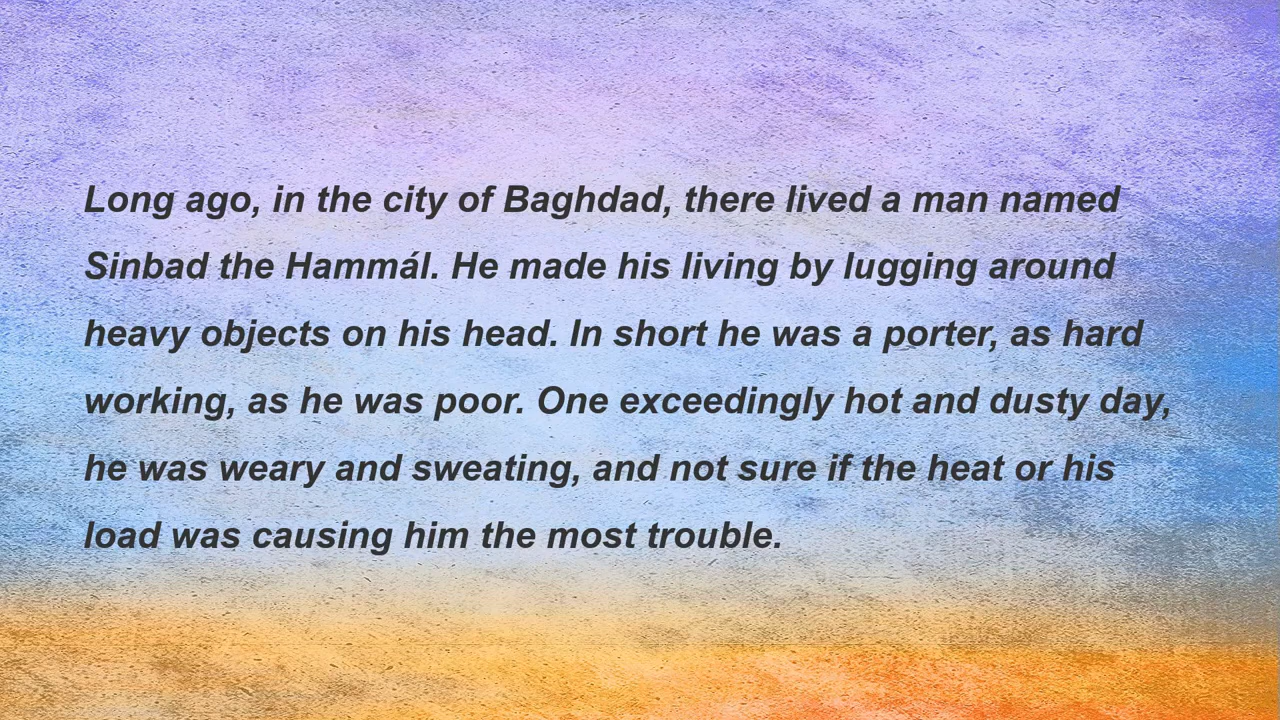 Long ago, in the city of Baghdad, there lived a man named
Sinbad the Hammál. He made his living by lugging around
heavy objects on his head. In short he was a porter, as hard
working, as he was poor. One exceedingly hot and dusty day,
he was weary and sweating, and not sure if the heat or his
load was causing him the most trouble.